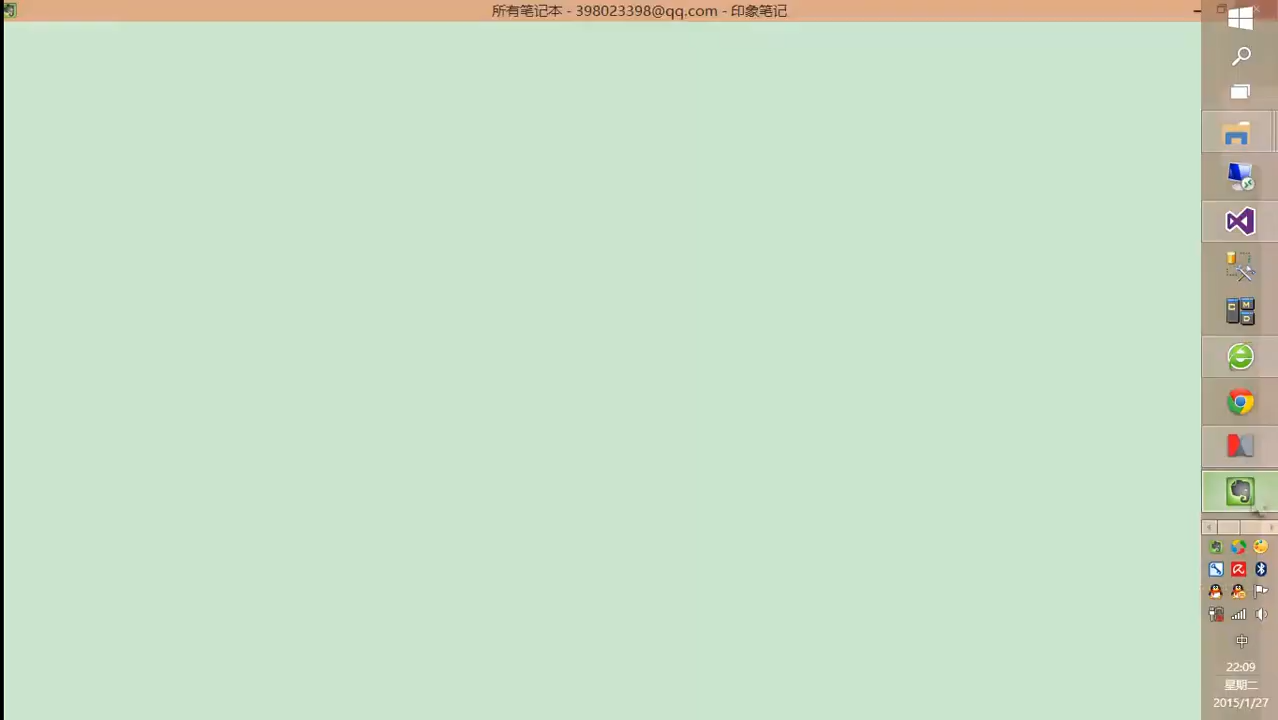 所有笔记本 - 398023398@qq.com - 印象笔记
中
22:09
星期二
2015/1/27